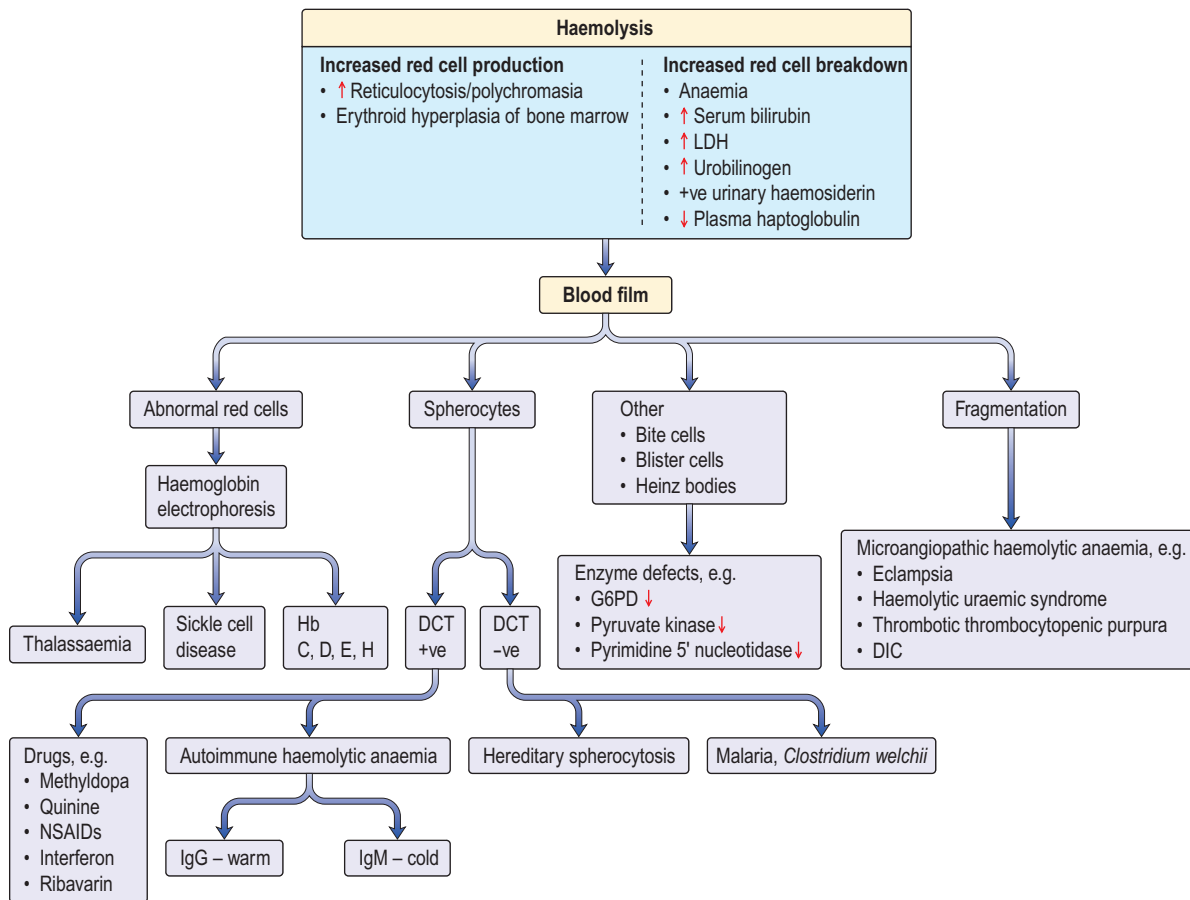 Haemolysis
Increased red cell production
• ↑ Reticulocytosis/polychromasia
• Erythroid hyperplasia of bone marrow
Increased red cell breakdown
• Anaemia
• ↑ Serum bilirubin
• ↑ LDH
• ↑ Urobilinogen
• +ve urinary haemosiderin
• ↓ Plasma haptoglobulin
Blood film
Abnormal red cells
Spherocytes
Other
• Bite cells
• Blister cells
• Heinz bodies
Fragmentation
Haemoglobin
electrophoresis
Thalassaemia
Sickle cell
disease
Hb
C, D, E, H
DCT
+ve
DCT
–ve
Enzyme defects, e.g.
• G6PD ↓
• Pyruvate kinase↓
• Pyrimidine 5' nucleotidase↓
Microangiopathic haemolytic anaemia, e.g.
• Eclampsia
• Haemolytic uraemic syndrome
• Thrombotic thrombocytopenic purpura
• DIC
Drugs, e.g.
• Methyldopa
• Quinine
• NSAIDs
• Interferon
• Ribavarin
Autoimmune haemolytic anaemia
Hereditary spherocytosis
Malaria, Clostridium welchii
IgG – warm
IgM – cold